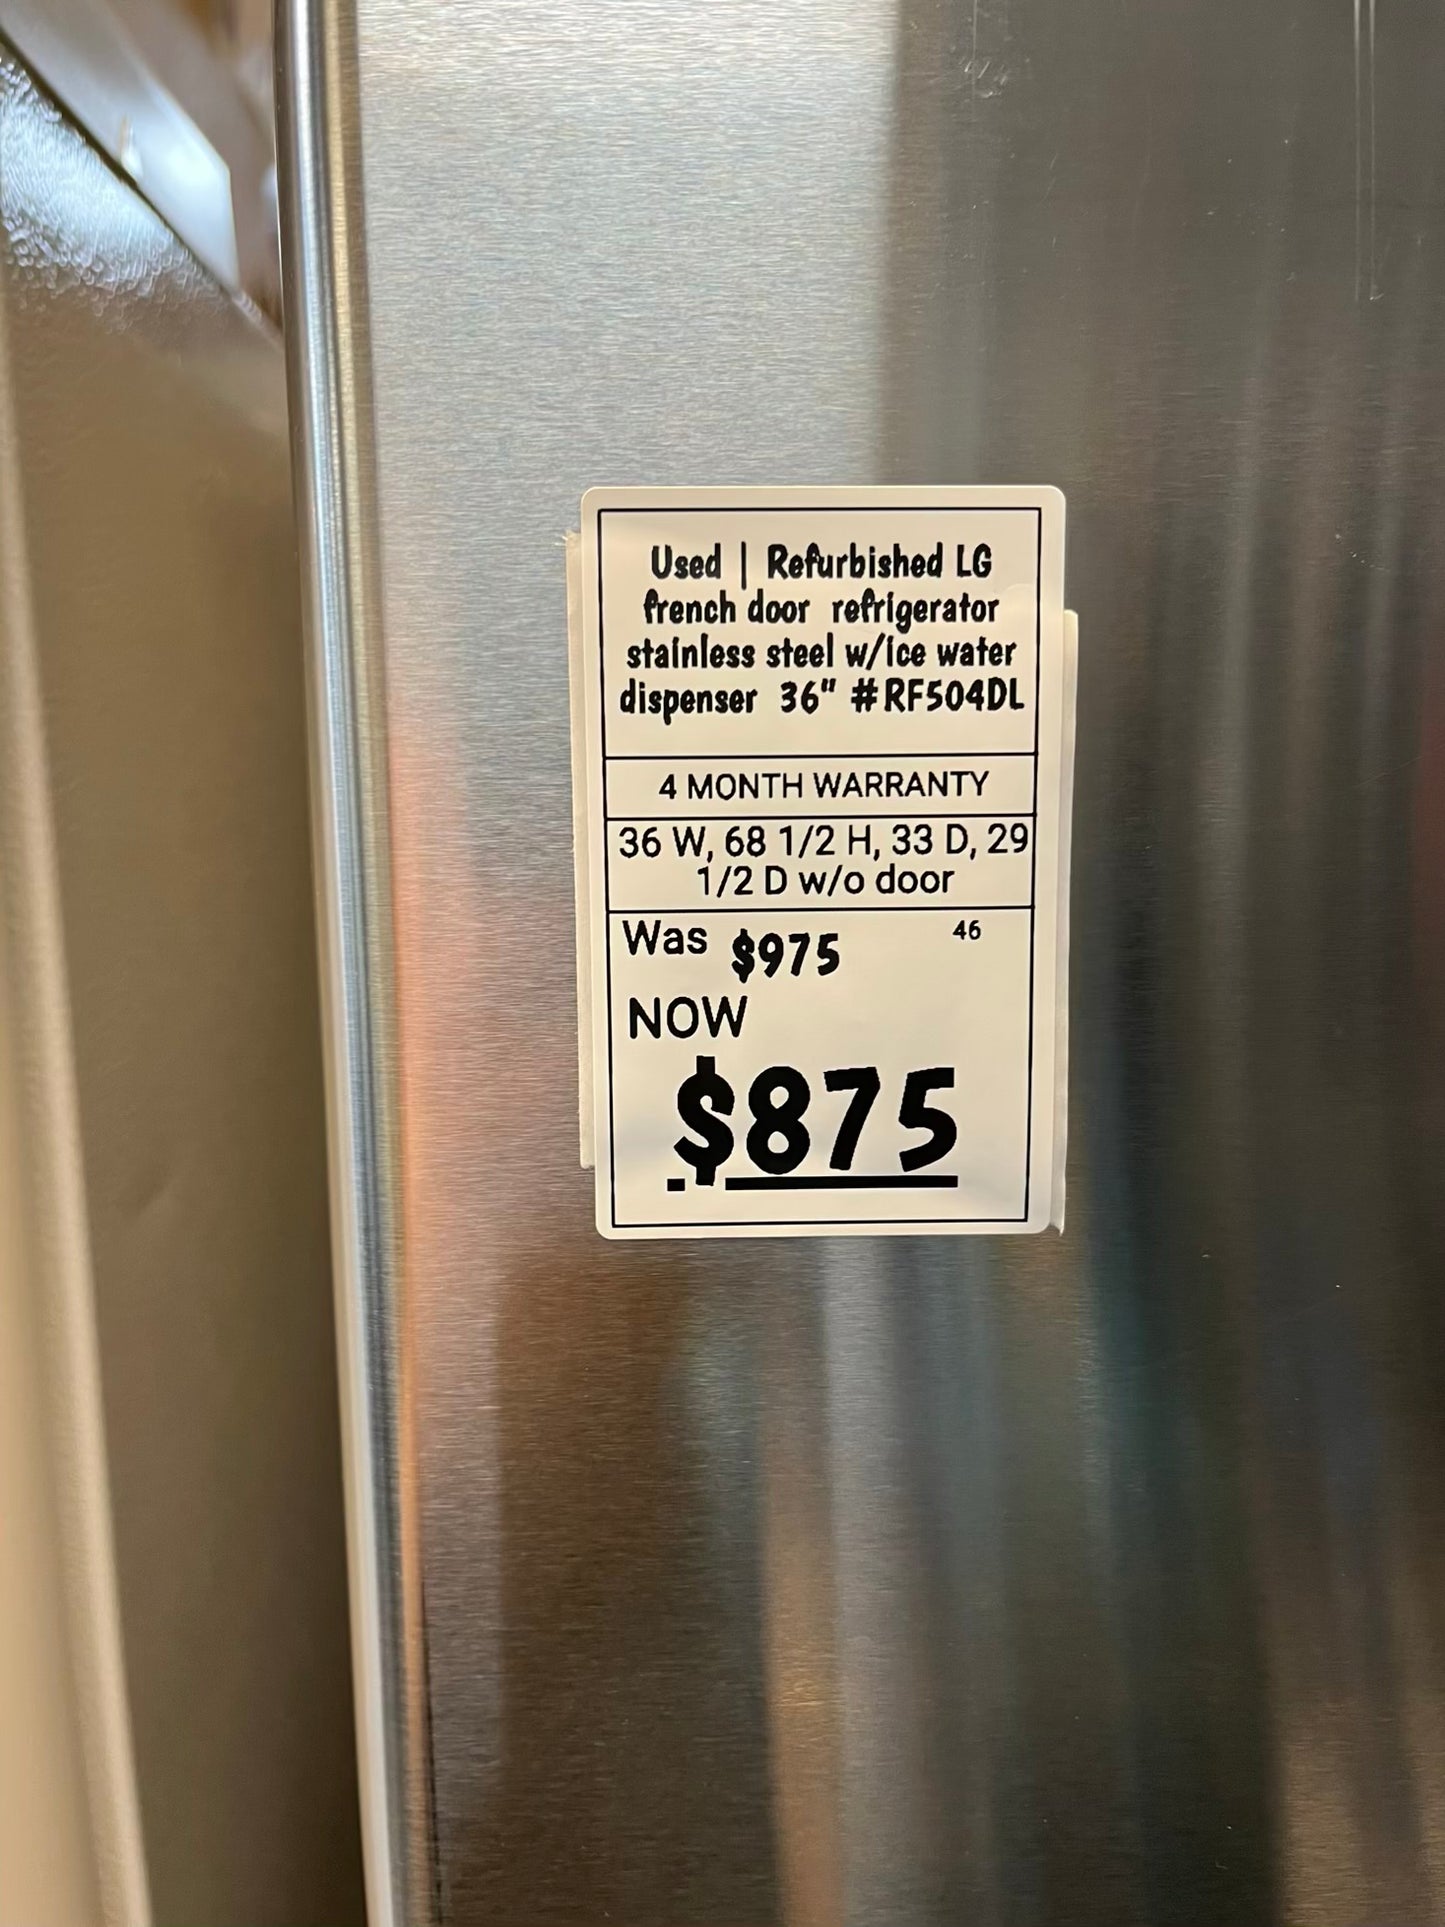 Used | Refurbished LG
french door refrigerator
stainless steel w/ice water
dispenser 36" #RF504DL
4 MONTH WARRANTY
36 W, 68 1/2 H, 33 D, 29
1/2 D w/o door
Was $975 46
NOW
$875